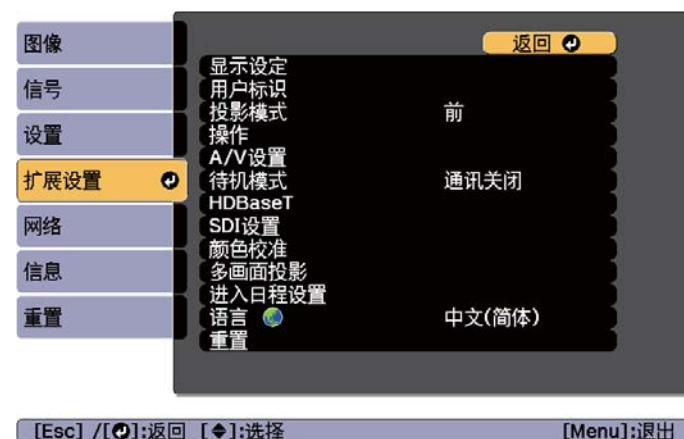 图像
信号
设置
扩展设置
网络
信息
重置
返回
显示设定
用户标识
投影模式 前
操作
A/V设置
待机模式 通讯关闭
HDBaseT
SDI设置
颜色校准
多画面投影
进入日程设置
语言 中文(简体)
重置
[Esc] /[⏎]:返回 [◆]:选择 [Menu]:退出